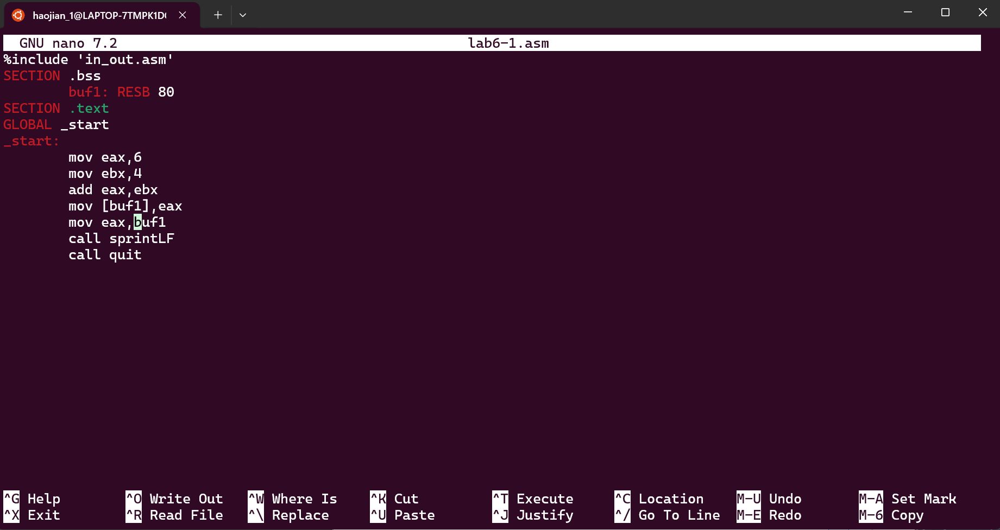 haojian_1@LAPTOP-7TMPK1D
GNU nano 7.2 lab6-1.asm
%include 'in_out.asm'
SECTION .bss
buf1: RESB 80
SECTION .text
GLOBAL _start
_start:
mov eax,6
mov ebx,4
add eax,ebx
mov [buf1],eax
mov eax,buf1
call sprintLF
call quit
^G Help ^O Write Out ^W Where Is ^K Cut ^T Execute ^C Location M-U Undo M-A Set Mark
^X Exit ^R Read File ^\ Replace ^U Paste ^J Justify ^/ Go To Line M-E Redo M-6 Copy